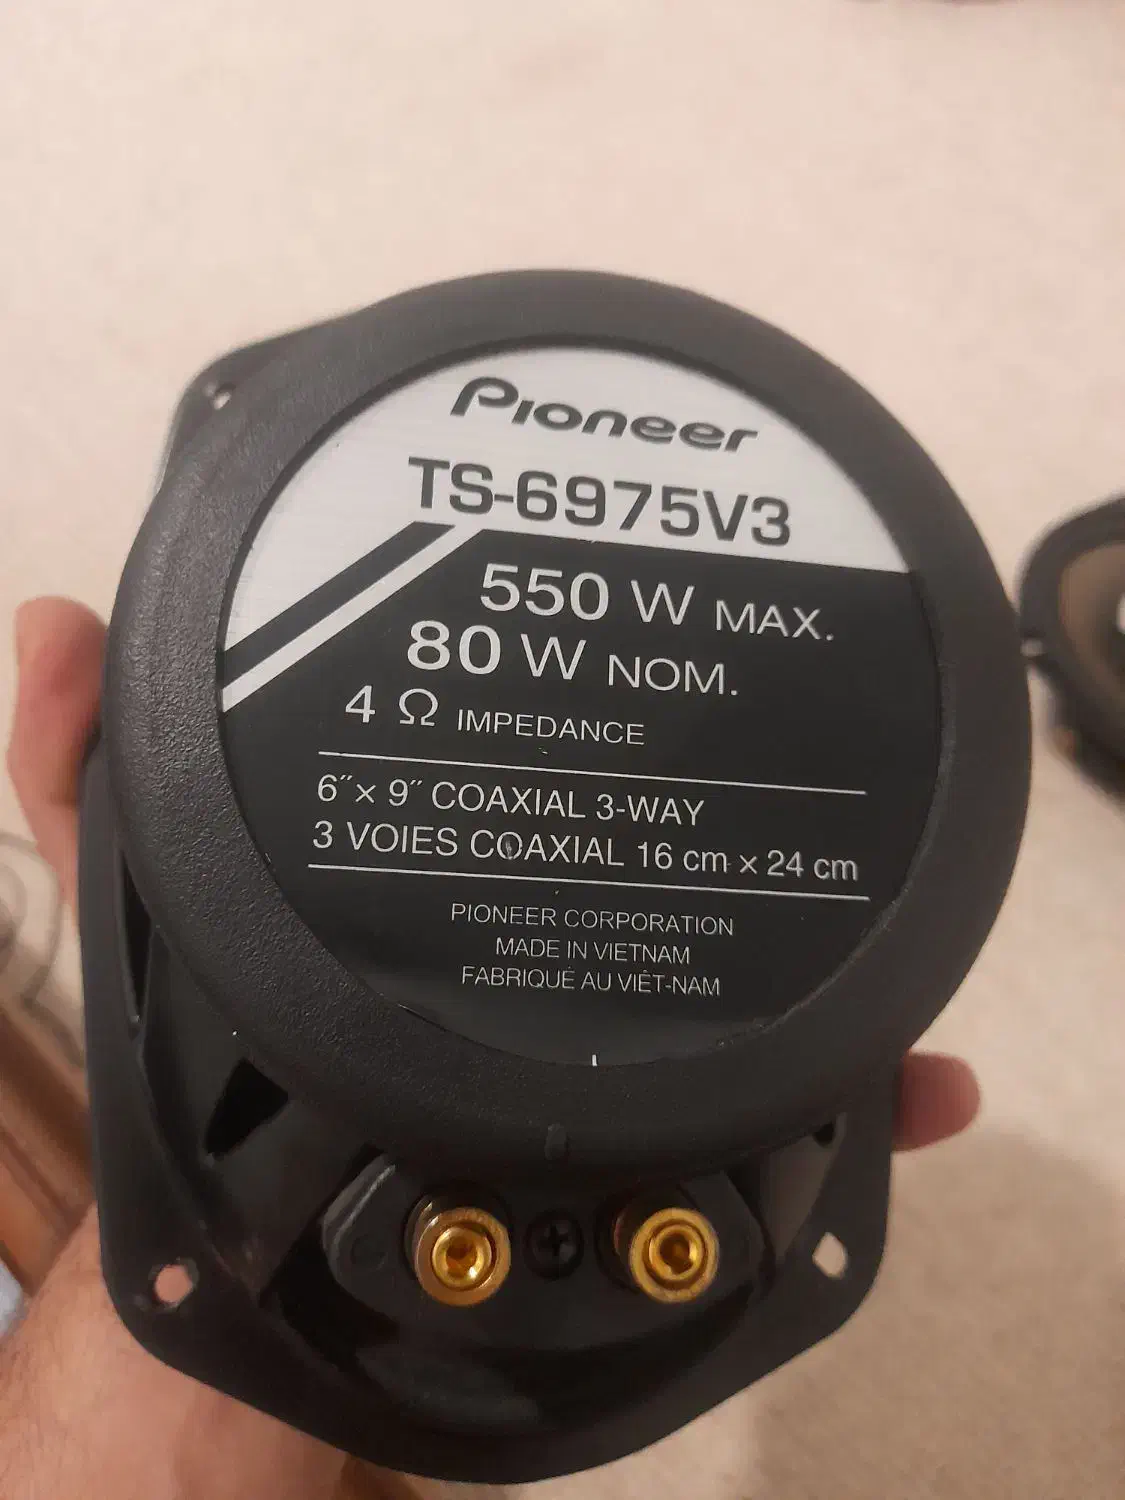 Pioneer
TS-6975V3
550 W MAX.
80 W NOM.
4 Ω IMPEDANCE
6″× 9″ COAXIAL 3-WAY
3 VOIES COAXIAL 16 cm × 24 cm
PIONEER CORPORATION
MADE IN VIETNAM
FABRIQUÉ AU VIÊT-NAM